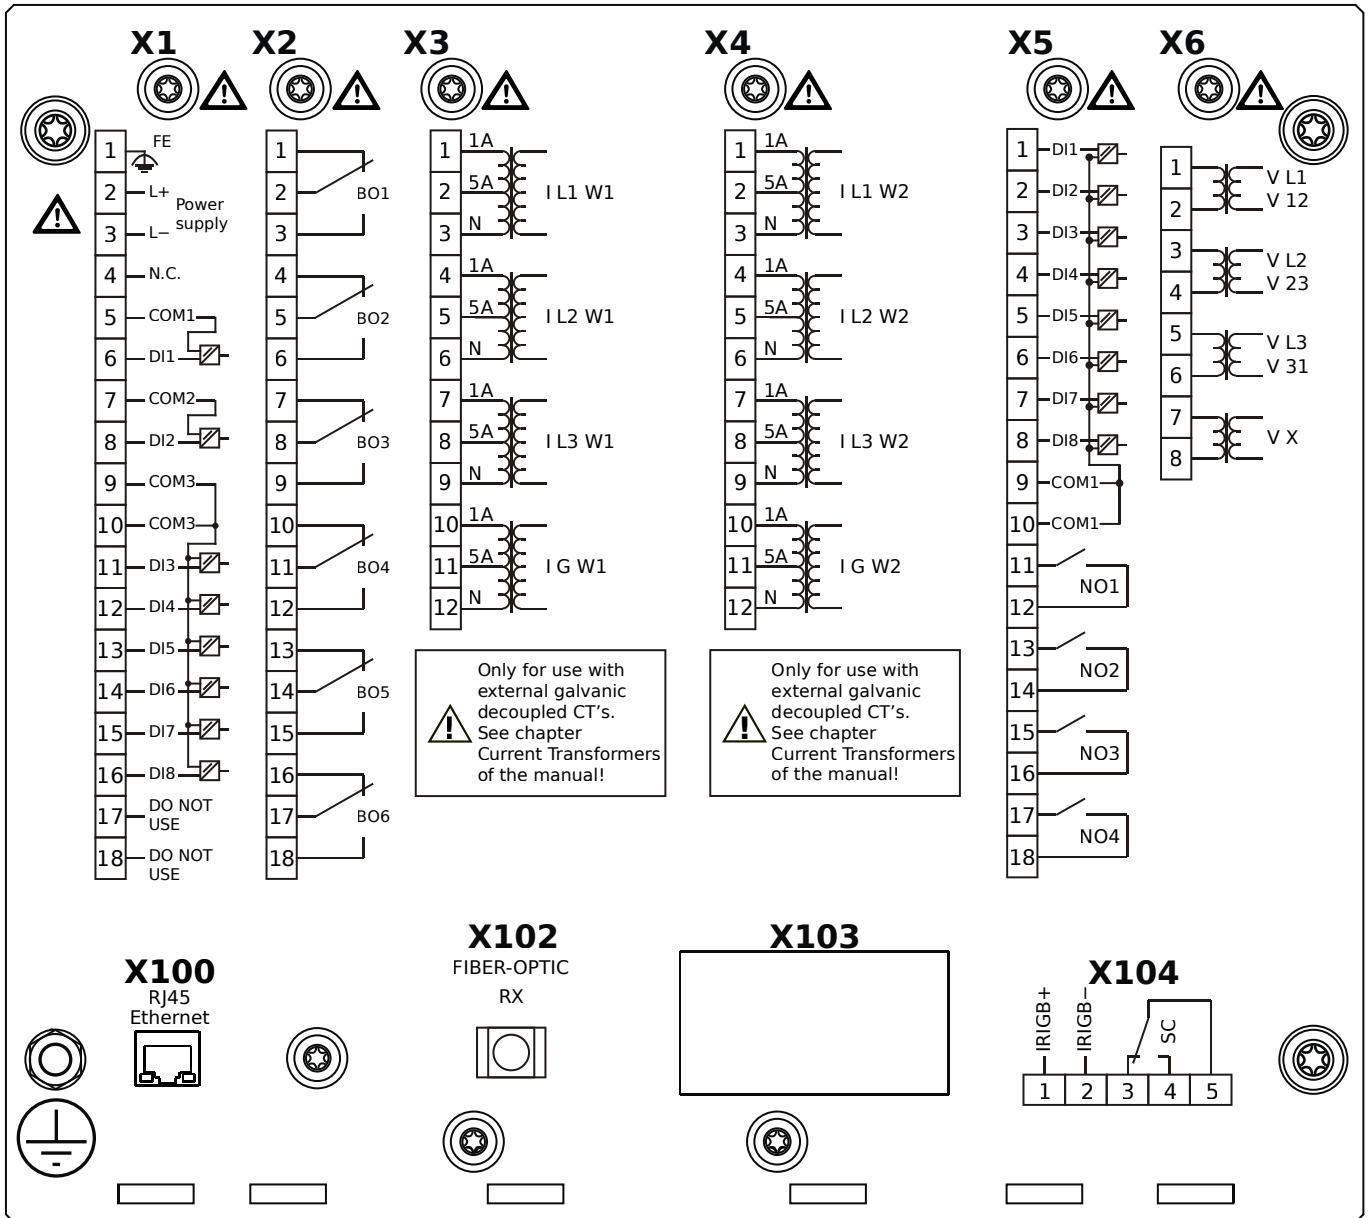 X1
X2
X3
X4
X5
X6
1
FE
2
L+
Power
supply
3
L−
4
N.C.
5
COM1
6
DI1
7
COM2
8
DI2
9
COM3
10
COM3
11
DI3
12
DI4
13
DI5
14
DI6
15
DI7
16
DI8
17
DO NOT
USE
18
DO NOT
USE
1
2
BO1
3
4
5
BO2
6
7
8
BO3
9
10
11
BO4
12
13
14
BO5
15
16
17
BO6
18
1
1A
2
5A
I L1 W1
3
N
4
1A
5
5A
I L2 W1
6
N
7
1A
8
5A
I L3 W1
9
N
10
1A
11
5A
I G W1
12
N
Only for use with
external galvanic
decoupled CT's.
See chapter
Current Transformers
of the manual!
1
1A
2
5A
I L1 W2
3
N
4
1A
5
5A
I L2 W2
6
N
7
1A
8
5A
I L3 W2
9
N
10
1A
11
5A
I G W2
12
N
Only for use with
external galvanic
decoupled CT's.
See chapter
Current Transformers
of the manual!
1
DI1
2
DI2
3
DI3
4
DI4
5
DI5
6
DI6
7
DI7
8
DI8
9
COM1
10
COM1
11
NO1
12
13
NO2
14
15
NO3
16
17
NO4
18
1
V L1
2
V 12
3
V L2
4
V 23
5
V L3
6
V 31
7
V X
8
X100
RJ45
Ethernet
X102
FIBER-OPTIC
RX
X103
X104
IRIGB+
IRIGB−
SC
1
2
3
4
5